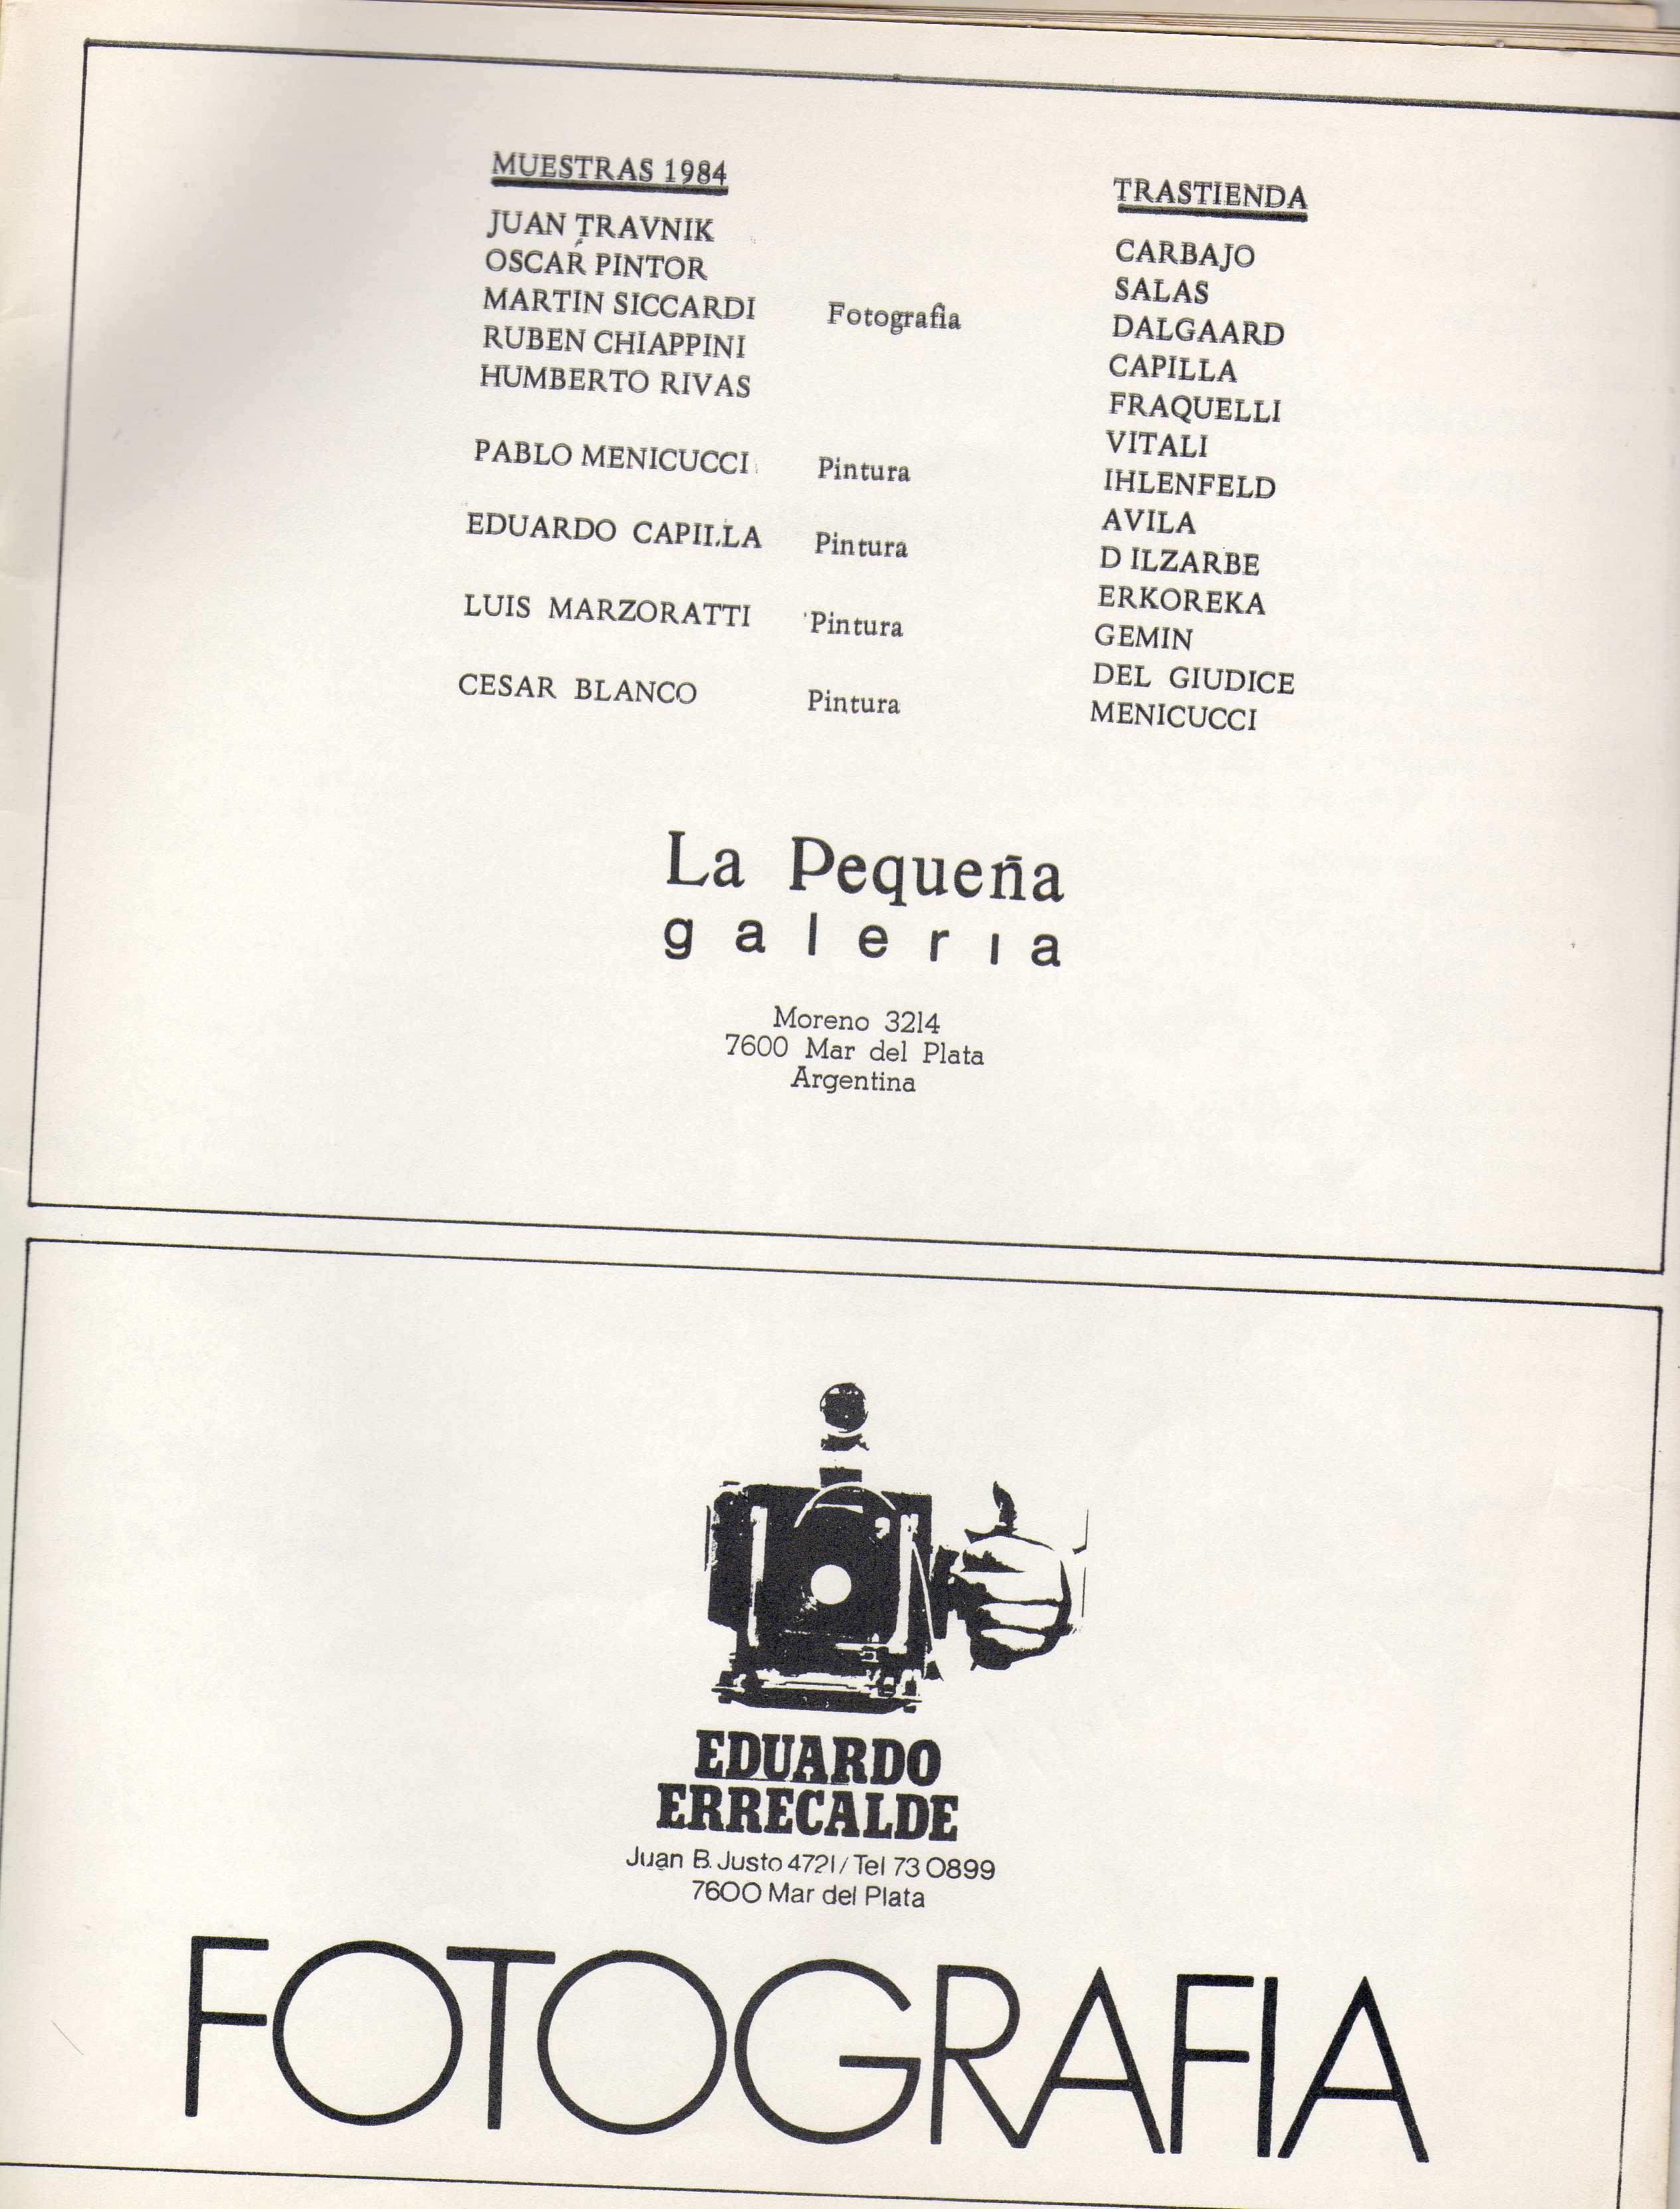 MUESTRAS 1984
JUAN TRAVNIK
OSCAR PINTOR
MARTIN SICCARDI
Fotografia
RUBEN CHIAPPINI
HUMBERTO RIVAS
PABLO MENICUCCI Pintura
EDUARDO CAPILLA Pintura
LUIS MARZORATTI Pintura
CESAR BLANCO Pintura
TRASTIENDA
CARBAJO
SALAS
DALGAARD
CAPILLA
FRAQUELLI
VITALI
IHLENFELD
AVILA
D ILZARBE
ERKOREKA
GEMIN
DEL GIUDICE
MENICUCCI
La Pequeña
galerıa
Moreno 3214
7600 Mar del Plata
Argentina
EDUARDO
ERRECALDE
Juan B. Justo 4721/Tel 73 0899
7600 Mar del Plata
FOTOGRAFIA